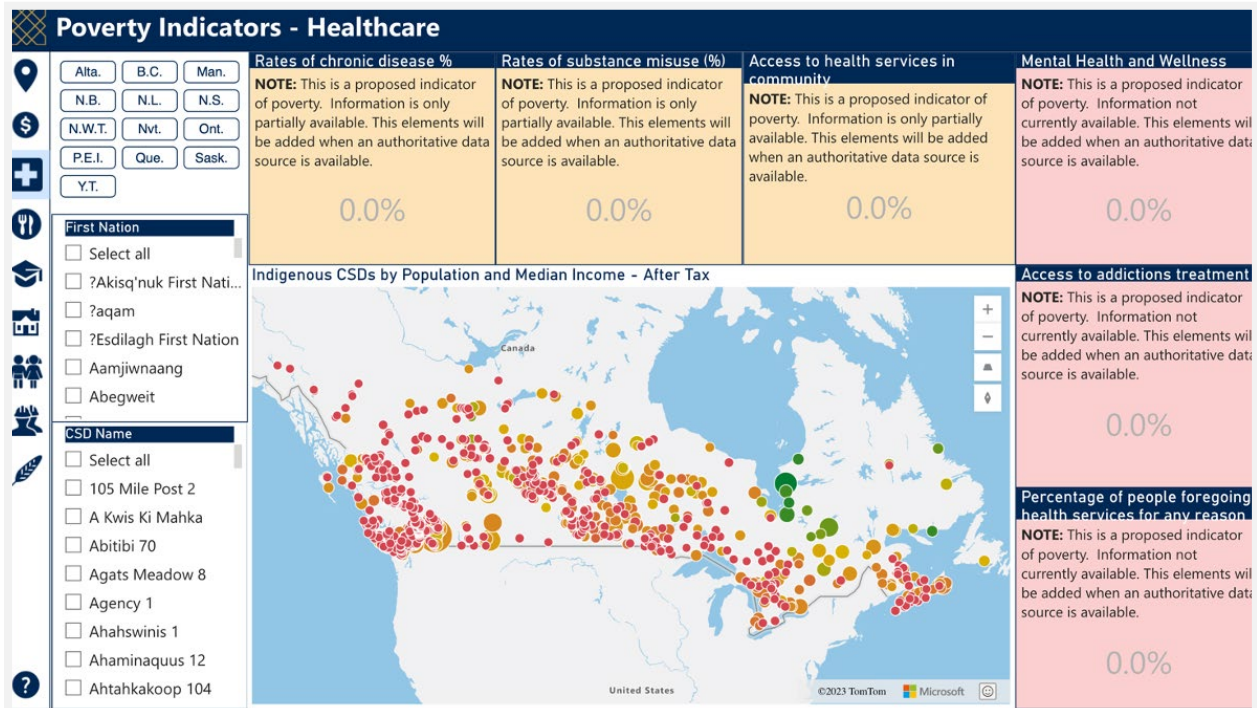 Poverty Indicators - Healthcare
Alta.
B.C.
Man.
N.B.
N.L.
N.S.
N.W.T.
Nvt.
Ont.
P.E.I.
Que.
Sask.
Y.T.
First Nation
Select all
?Akisq'nuk First Nati...
?aqam
?Esdilagh First Nation
Aamjiwnaang
Abegweit
CSD Name
Select all
105 Mile Post 2
A Kwis Ki Mahka
Abitibi 70
Agats Meadow 8
Agency 1
Ahahswinis 1
Ahaminaquus 12
Ahtahkakoop 104
Rates of chronic disease %
NOTE: This is a proposed indicator
of poverty. Information is only
partially available. This elements will
be added when an authoritative data
source is available.
0.0%
Rates of substance misuse (%)
NOTE: This is a proposed indicator
of poverty. Information is only
partially available. This elements will
be added when an authoritative data
source is available.
0.0%
Access to health services in
community
NOTE: This is a proposed indicator of
poverty. Information is only partially
available. This elements will be added
when an authoritative data source is
available.
0.0%
Mental Health and Wellness
NOTE: This is a proposed indicator
of poverty. Information not
currently available. This elements wil
be added when an authoritative data
source is available.
0.0%
Indigenous CSDs by Population and Median Income - After Tax
Canada
United States
©2023 TomTom
Microsoft
Access to addictions treatment
NOTE: This is a proposed indicator
of poverty. Information not
currently available. This elements wil
be added when an authoritative data
source is available.
0.0%
Percentage of people foregoing
health services for any reason
NOTE: This is a proposed indicator
of poverty. Information not
currently available. This elements wil
be added when an authoritative data
source is available.
0.0%